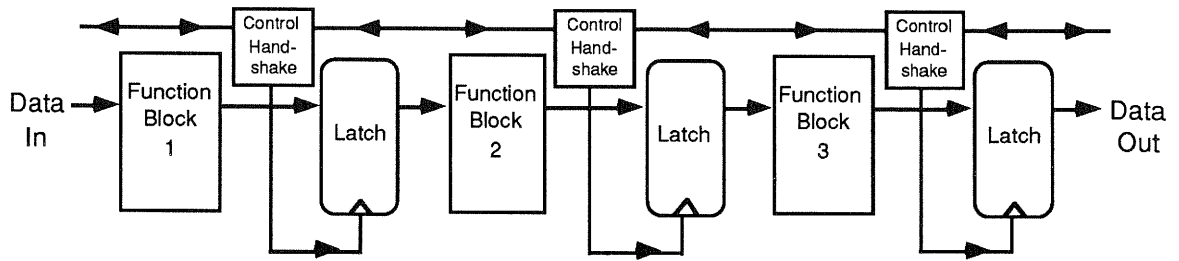 Control
Hand-
shake
Control
Hand-
shake
Control
Hand-
shake
Data
In
Function
Block
1
Latch
Function
Block
2
Latch
Function
Block
3
Latch
Data
Out